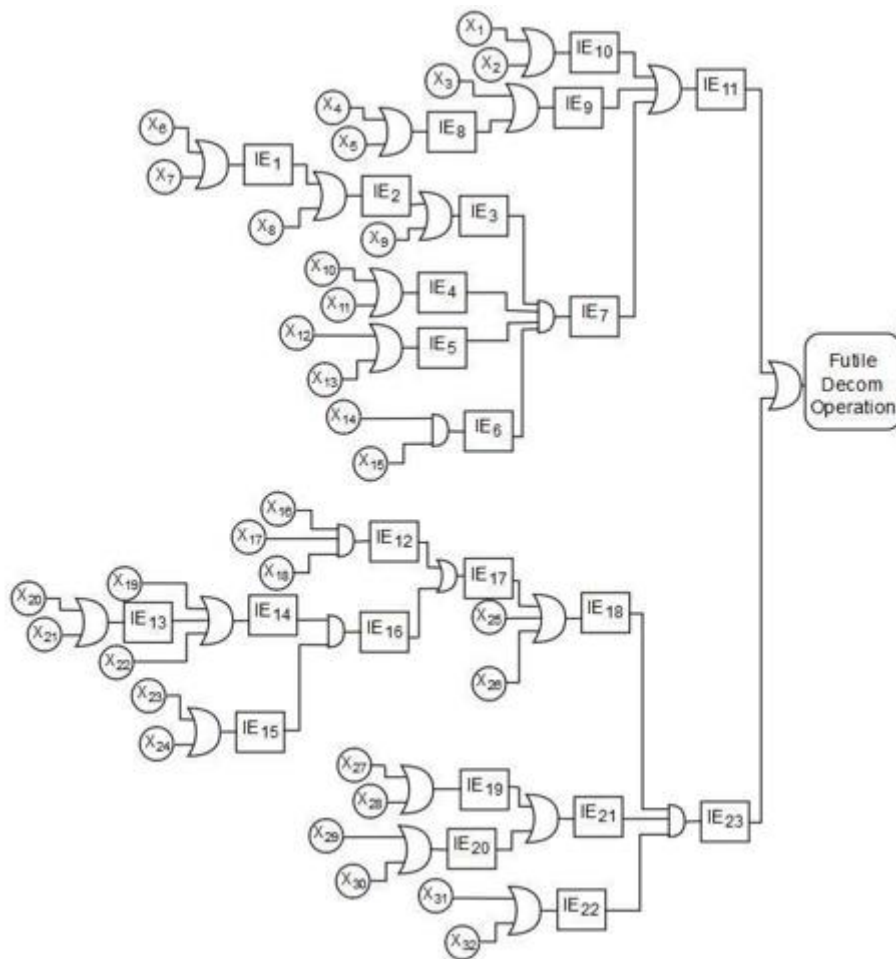 X1
IE10
X2
IE11
X3
IE9
X4
IE8
X5
X6
IE1
X7
IE2
IE3
X8
X9
X10
IE4
X11
IE7
X12
IE5
X13
Futile
Decom
Operation
X14
IE6
X15
X16
IE12
X17
X18
IE17
X19
X20
IE13
IE14
IE18
X21
IE16
X25
X22
X26
X23
IE15
X24
X27
IE19
X28
IE21
IE23
X29
IE20
X30
X31
IE22
X32